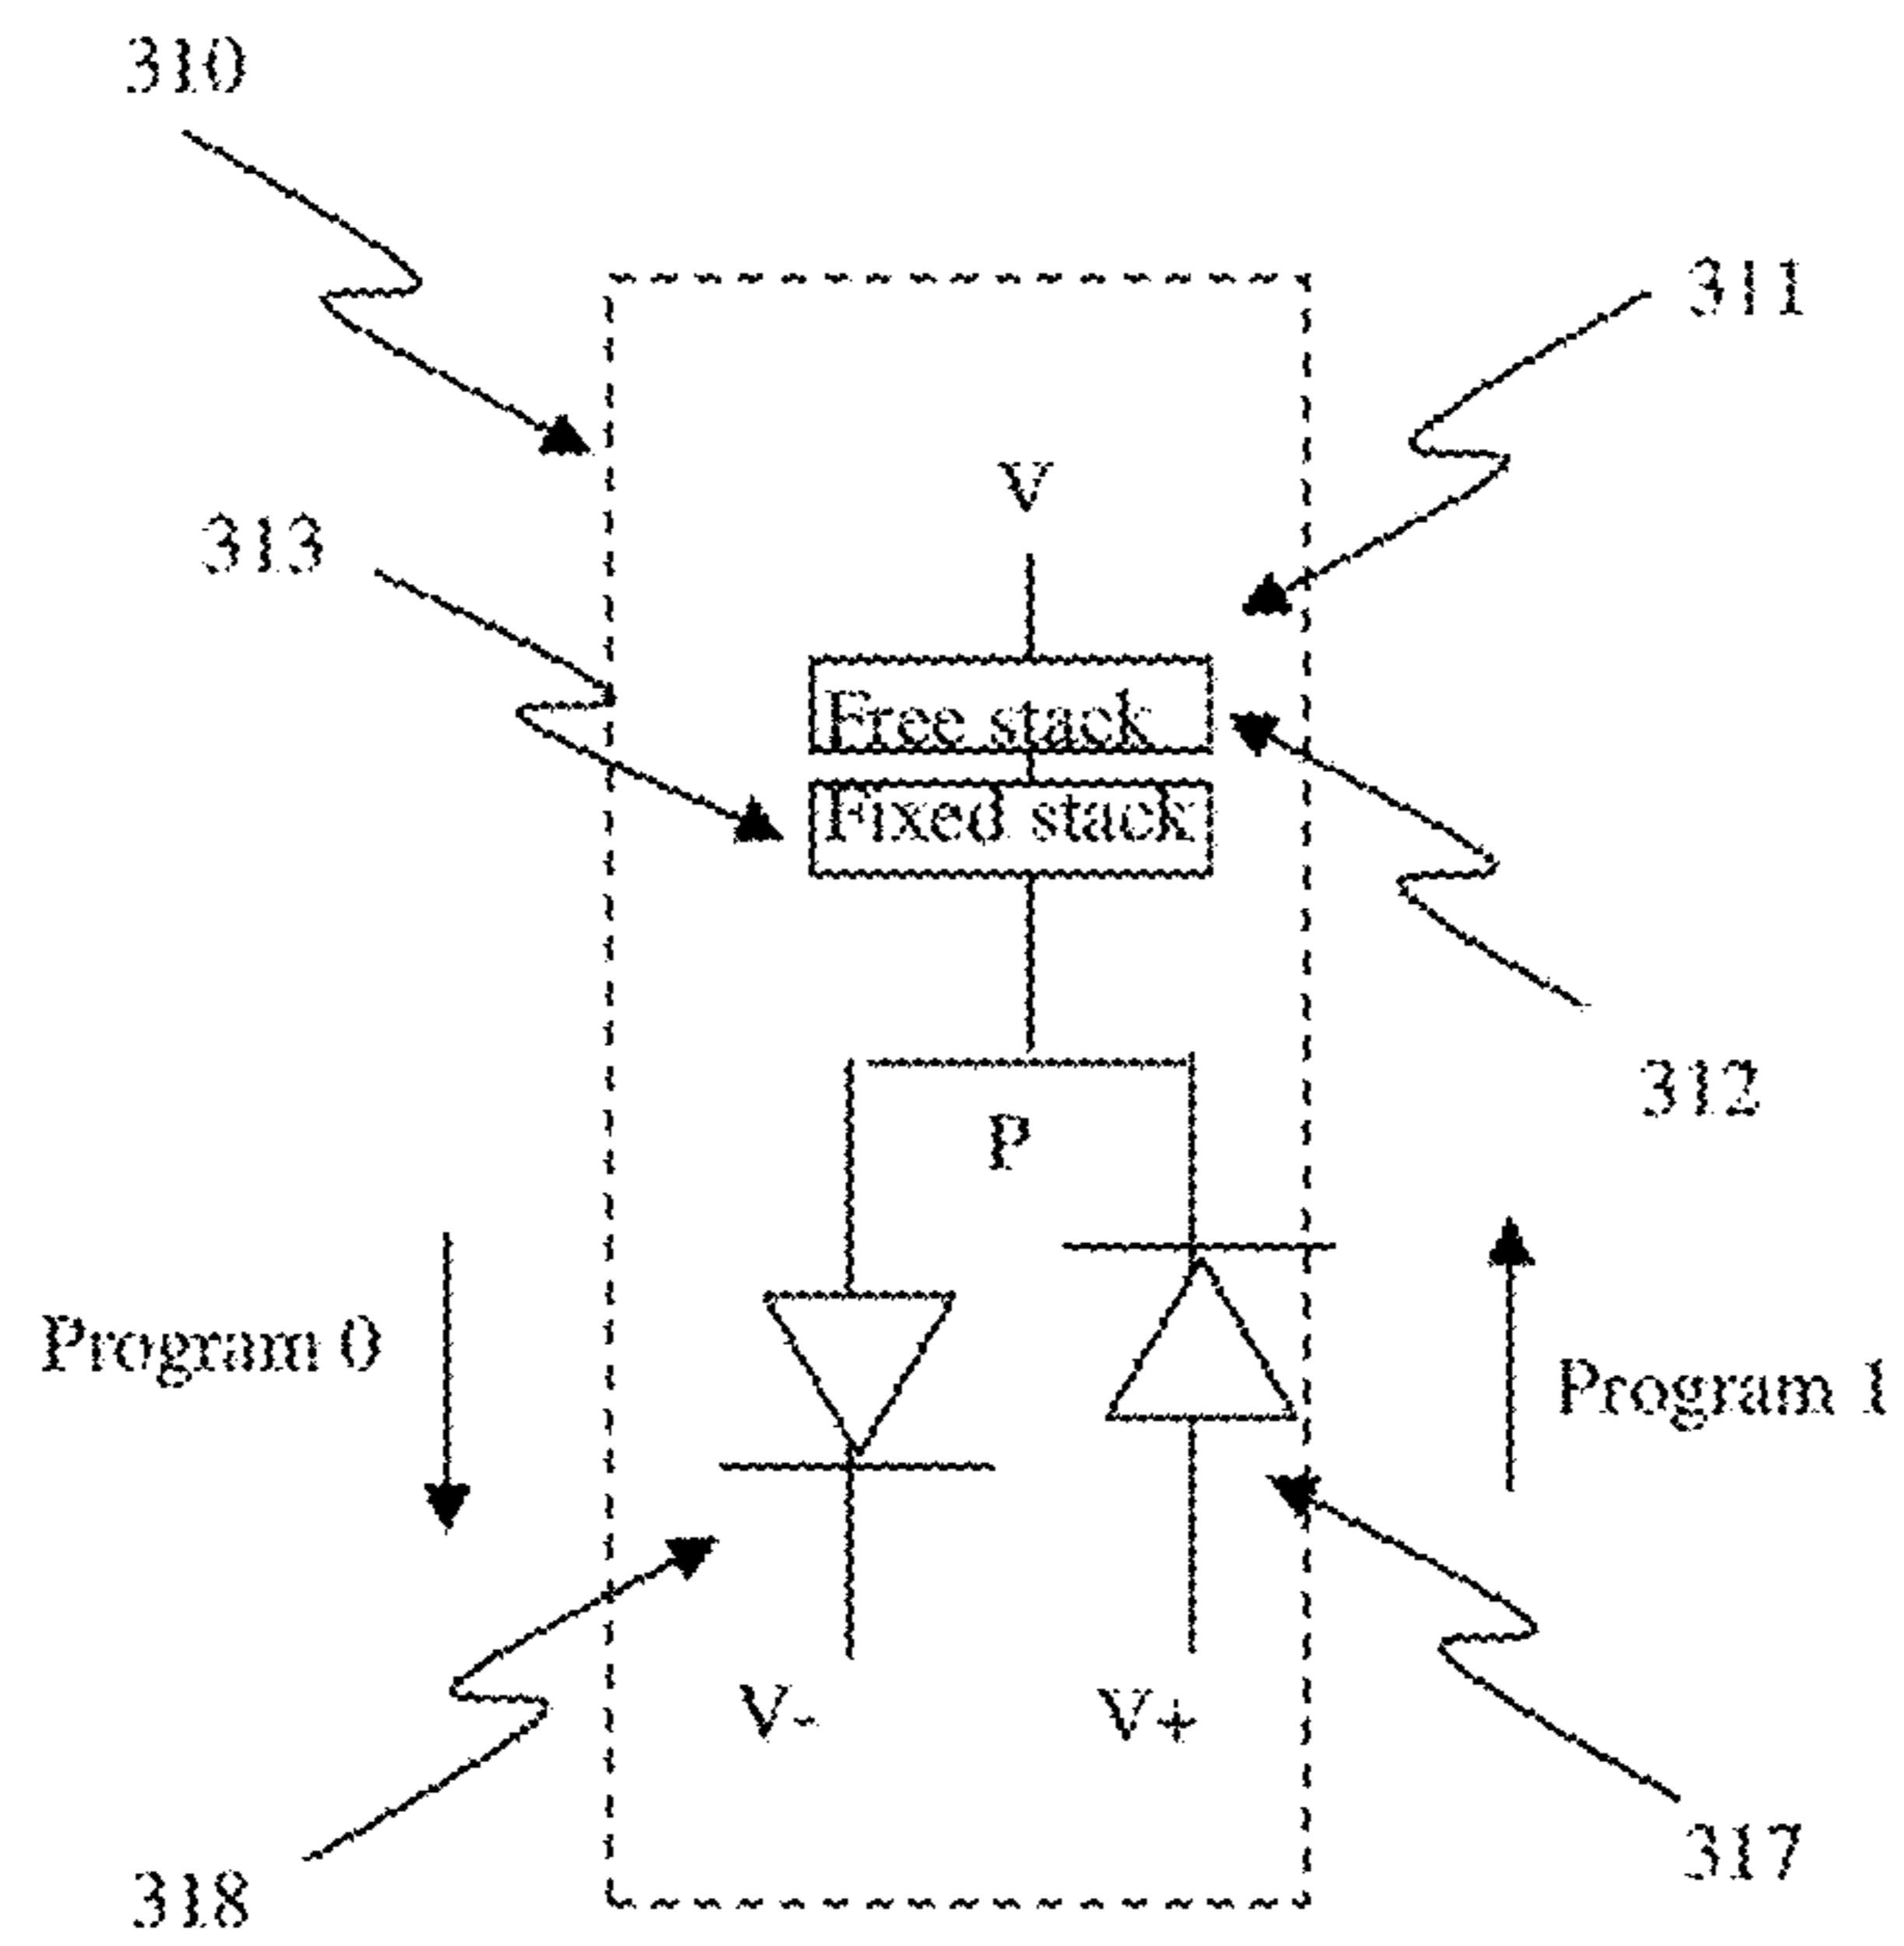 310
311
V
313
Free stack
Fixed stack
312
P
Program 0
Program 1
V-
V+
317
318